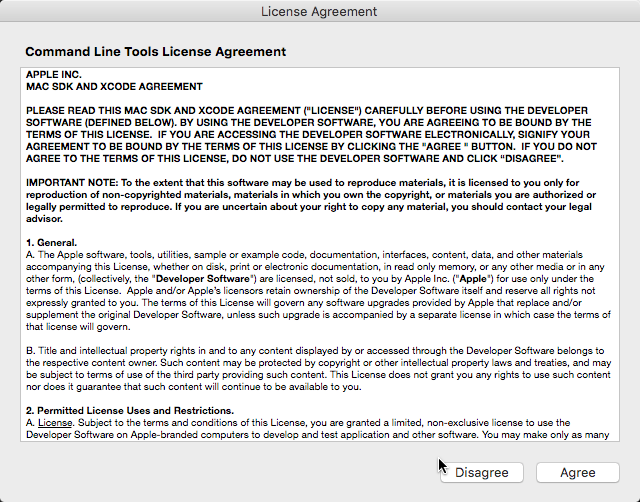 License Agreement
Command Line Tools License Agreement
APPLE INC.
MAC SDK AND XCODE AGREEMENT
PLEASE READ THIS MAC SDK AND XCODE AGREEMENT ("LICENSE") CAREFULLY BEFORE USING THE DEVELOPER
SOFTWARE (DEFINED BELOW). BY USING THE DEVELOPER SOFTWARE, YOU ARE AGREEING TO BE BOUND BY THE
TERMS OF THIS LICENSE.  IF YOU ARE ACCESSING THE DEVELOPER SOFTWARE ELECTRONICALLY, SIGNIFY YOUR
AGREEMENT TO BE BOUND BY THE TERMS OF THIS LICENSE BY CLICKING THE "AGREE " BUTTON.  IF YOU DO NOT
AGREE TO THE TERMS OF THIS LICENSE, DO NOT USE THE DEVELOPER SOFTWARE AND CLICK "DISAGREE".
IMPORTANT NOTE: To the extent that this software may be used to reproduce materials, it is licensed to you only for
reproduction of non-copyrighted materials, materials in which you own the copyright, or materials you are authorized or
legally permitted to reproduce. If you are uncertain about your right to copy any material, you should contact your legal
advisor.
1. General.
A. The Apple software, tools, utilities, sample or example code, documentation, interfaces, content, data, and other materials
accompanying this License, whether on disk, print or electronic documentation, in read only memory, or any other media or in any
other form, (collectively, the "Developer Software") are licensed, not sold, to you by Apple Inc. ("Apple") for use only under the
terms of this License.  Apple and/or Apple's licensors retain ownership of the Developer Software itself and reserve all rights not
expressly granted to you. The terms of this License will govern any software upgrades provided by Apple that replace and/or
supplement the original Developer Software, unless such upgrade is accompanied by a separate license in which case the terms of
that license will govern.
B. Title and intellectual property rights in and to any content displayed by or accessed through the Developer Software belongs to
the respective content owner. Such content may be protected by copyright or other intellectual property laws and treaties, and may
be subject to terms of use of the third party providing such content. This License does not grant you any rights to use such content
nor does it guarantee that such content will continue to be available to you.
2. Permitted License Uses and Restrictions.
A. License. Subject to the terms and conditions of this License, you are granted a limited, non-exclusive license to use the
Developer Software on Apple-branded computers to develop and test application and other software. You may make only as many
Disagree
Agree